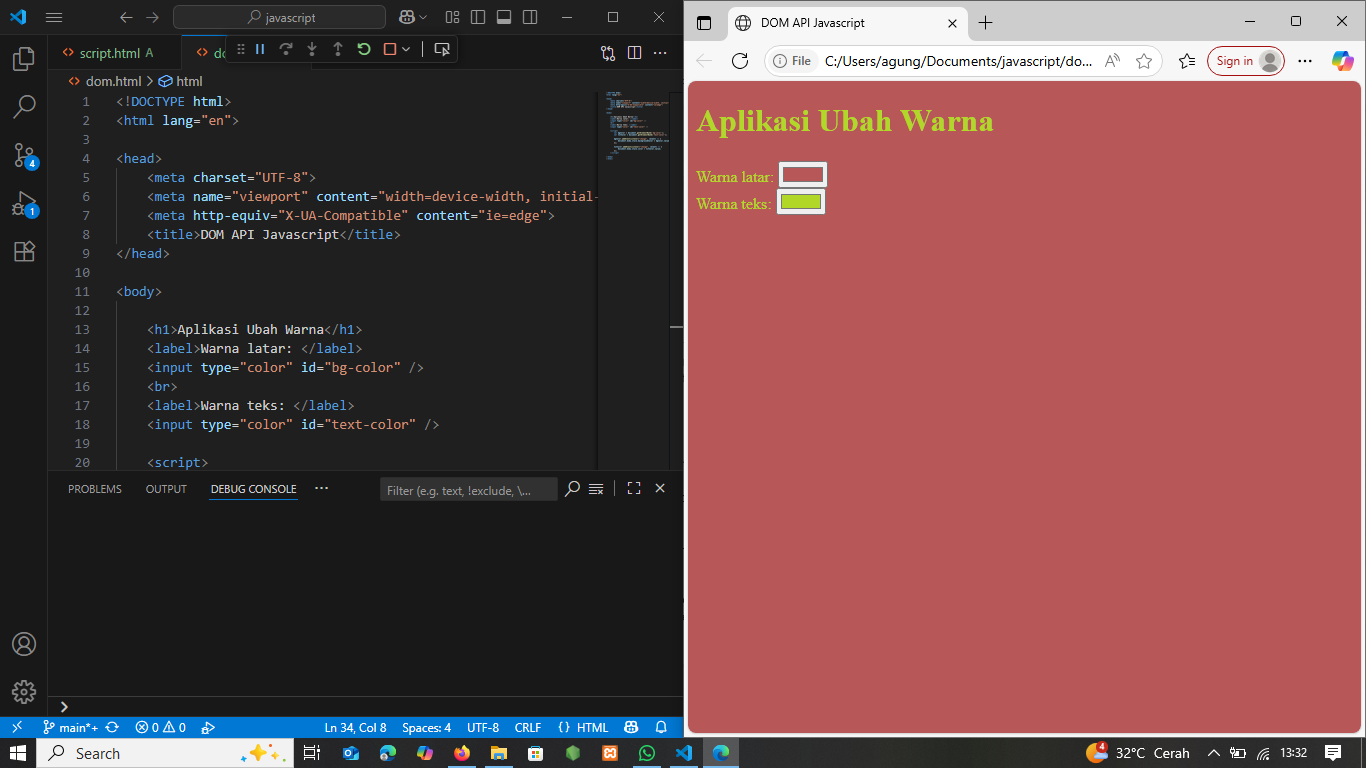 javascript
script.html A
do
dom.html > html
1 <!DOCTYPE html>
2 <html lang="en">
3
4 <head>
5 <meta charset="UTF-8">
6 <meta name="viewport" content="width=device-width, initial-
7 <meta http-equiv="X-UA-Compatible" content="ie=edge">
8 <title>DOM API Javascript</title>
9 </head>
10
11 <body>
12
13 <h1>Aplikasi Ubah Warna</h1>
14 <label>Warna latar: </label>
15 <input type="color" id="bg-color" />
16 <br>
17 <label>Warna teks: </label>
18 <input type="color" id="text-color" />
19
20 <script>
4
1
PROBLEMS OUTPUT DEBUG CONSOLE ···
Filter (e.g. text, !exclude, \...
main*+ 0 0 Ln 34, Col 8 Spaces: 4 UTF-8 CRLF {} HTML
DOM API Javascript
File C:/Users/agung/Documents/javascript/do... Sign in
Aplikasi Ubah Warna
Warna latar:
Warna teks:
Search
4 32°C Cerah 13:32